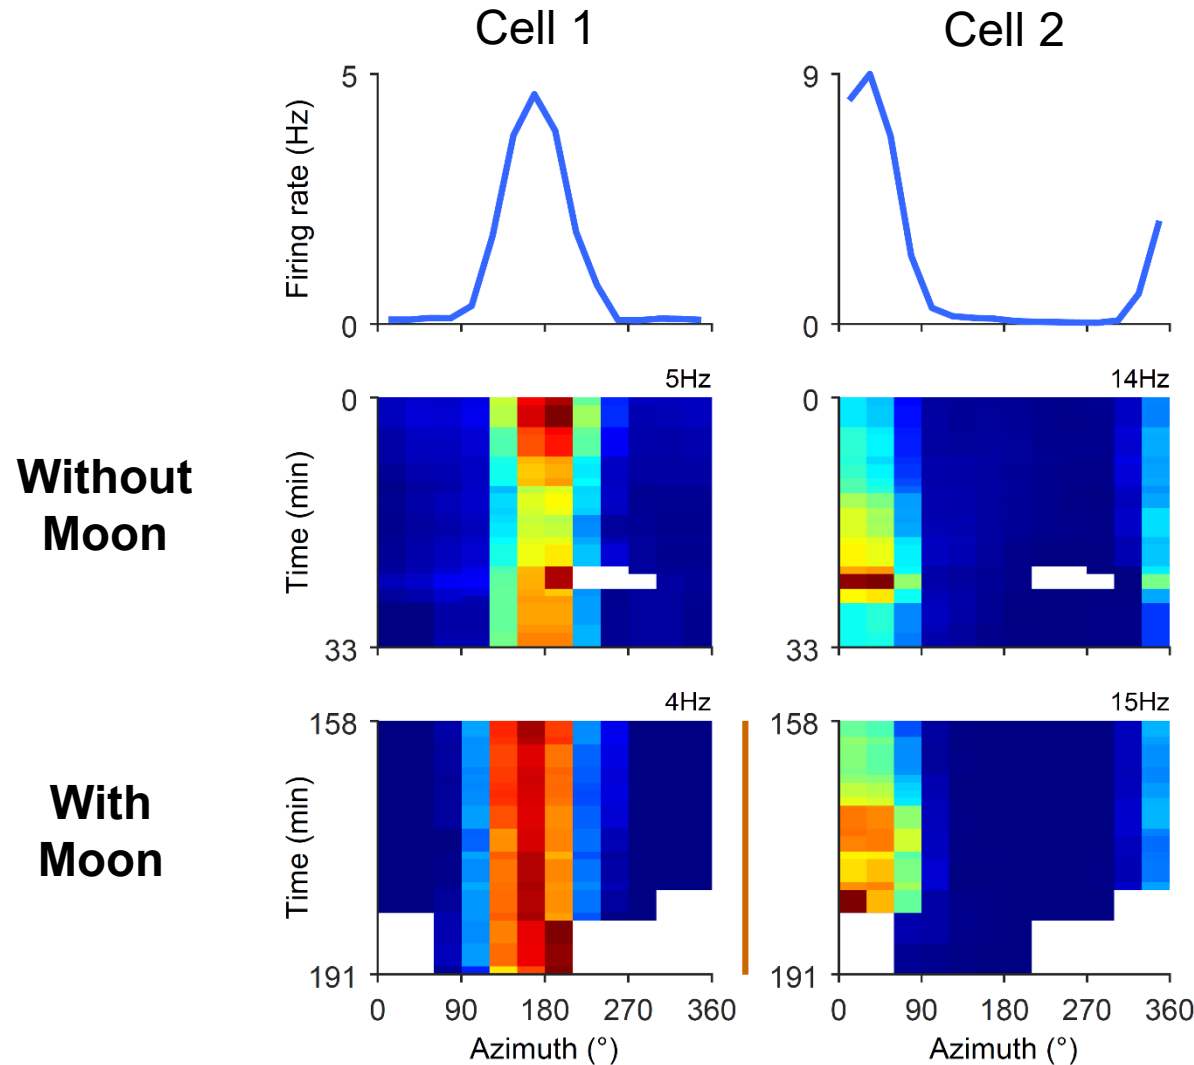 Cell 1
Cell 2
5
Firing rate (Hz)
0
9
0
Without
Moon
5Hz
0
Time (min)
33
14Hz
0
33
With
Moon
4Hz
158
Time (min)
191
0 90 180 270 360
Azimuth (°)
15Hz
158
191
0 90 180 270 360
Azimuth (°)